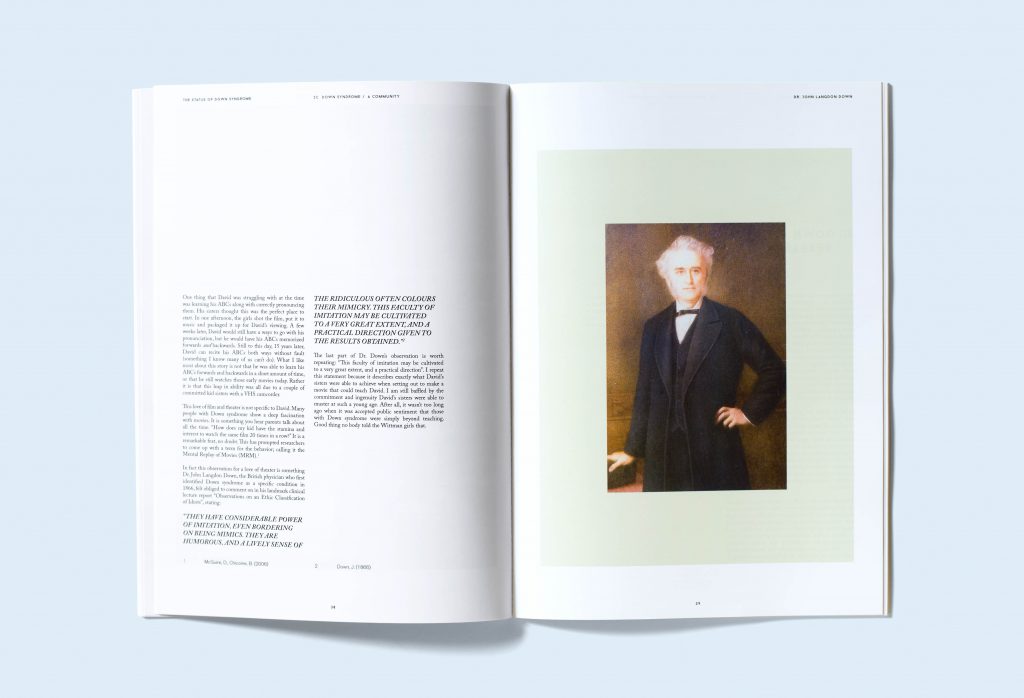 THE STATUS OF DOWN SYNDROME
2C. DOWN SYNDROME / A COMMUNITY
DR. JOHN LANGDON DOWN
One thing that David was struggling with at the time
was learning his ABCs along with correctly pronouncing
them. His sisters thought this was the perfect place to
start. In one afternoon, the girls shot the film, put it to
music and packaged it up for David's viewing. A few
weeks later, David would still have a ways to go with his
pronunciation, but he would have his ABCs memorized
forwards and backwards. Still to this day, 15 years later,
David can recite his ABCs both ways without fault
(something I know many of us can't do). What I like
most about this story is not that he was able to learn his
ABCs forwards and backwards in a short amount of time,
or that he still watches those early movies today. Rather
it is that this leap in ability was all due to a couple of
committed kid sisters with a VHS camcorder.
This love of film and theater is not specific to David. Many
people with Down syndrome show a deep fascination
with movies. It is something you hear parents talk about
all the time: "How does my kid have the stamina and
interest to watch the same film 20 times in a row?" It is a
remarkable feat, no doubt. This has prompted researchers
to come up with a term for the behavior, calling it the
Mental Replay of Movies (MRM).1
In fact this observation for a love of theater is something
Dr. John Langdon Down, the British physician who first
identified Down syndrome as a specific condition in
1866, felt obliged to comment on in his landmark clinical
lecture report "Observations on an Ethic Classification
of Idiots", stating:
"THEY HAVE CONSIDERABLE POWER
OF IMITATION, EVEN BORDERING
ON BEING MIMICS. THEY ARE
HUMOROUS, AND A LIVELY SENSE OF
1 McGuire, D., Chicoine, B. (2006)
THE RIDICULOUS OFTEN COLOURS
THEIR MIMICRY. THIS FACULTY OF
IMITATION MAY BE CULTIVATED
TO A VERY GREAT EXTENT, AND A
PRACTICAL DIRECTION GIVEN TO
THE RESULTS OBTAINED."2
The last part of Dr. Down's observation is worth
repeating: "This faculty of imitation may be cultivated
to a very great extent, and a practical direction". I repeat
this statement because it describes exactly what David's
sisters were able to achieve when setting out to make a
movie that could teach David. I am still baffled by the
commitment and ingenuity David's sisters were able to
muster at such a young age. After all, it wasn't too long
ago when it was accepted public sentiment that those
with Down syndrome were simply beyond teaching.
Good thing no body told the Wittman girls that.
2 Down, J. (1866)